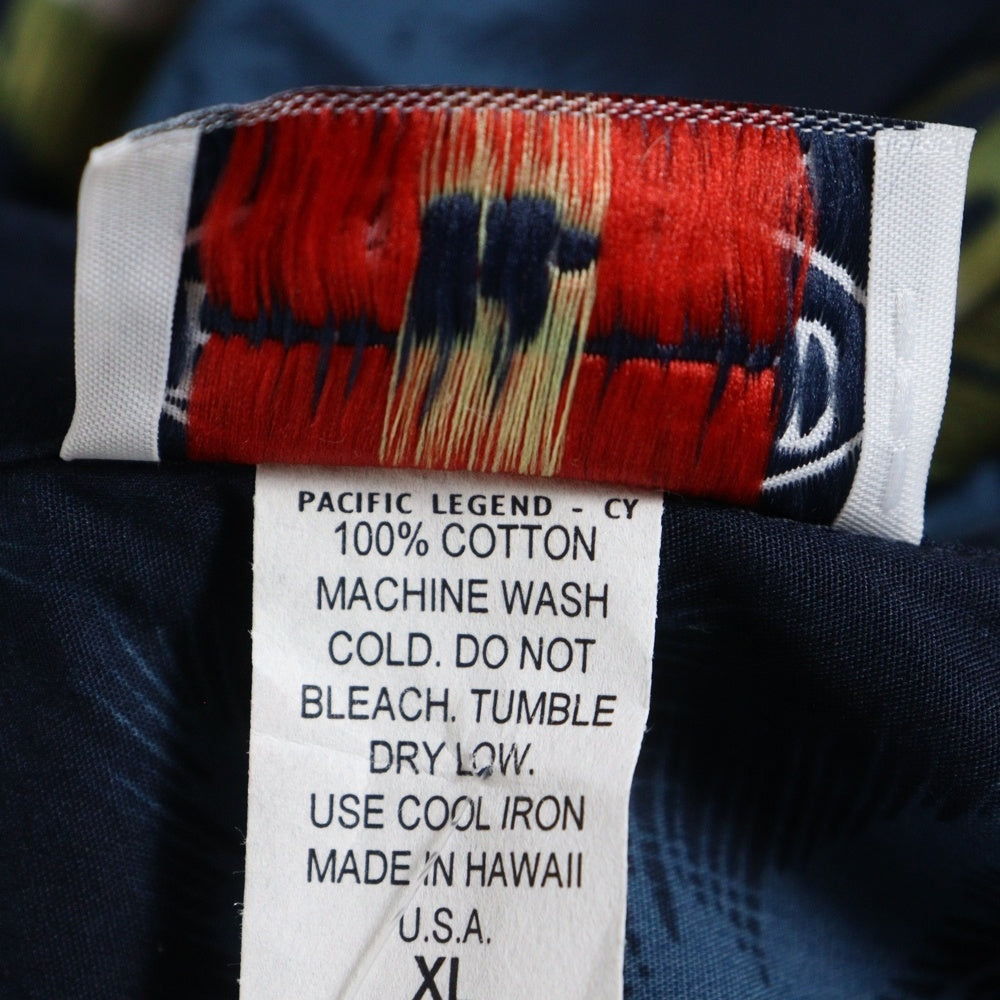 PACIFIC LEGEND - CY
100% COTTON
MACHINE WASH
COLD. DO NOT
BLEACH. TUMBLE
DRY LOW.
USE COOL IRON
MADE IN HAWAII
U.S.A.
XL